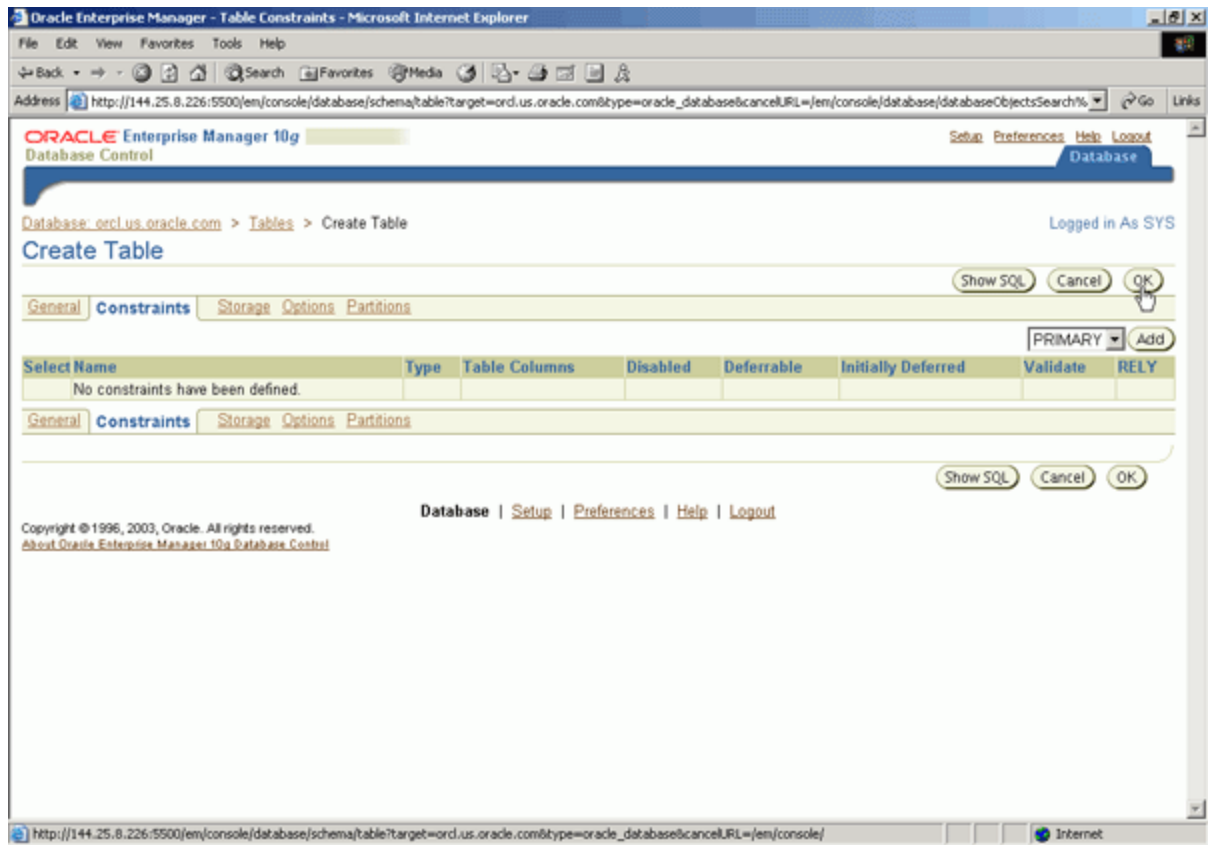 Oracle Enterprise Manager - Table Constraints - Microsoft Internet Explorer
File Edit View Favorites Tools Help
Back Search Favorites Media
Address http://144.25.8.226:5500/em/console/database/schema/table?target=orcl.us.oracle.com&type=oracle_database&cancelURL=/em/console/database/databaseObjectsSearch% Go Links
ORACLE Enterprise Manager 10g
Database Control
Setup Preferences Help Logout
Database
Database: orcl.us.oracle.com > Tables > Create Table
Logged in As SYS
Create Table
Show SQL Cancel OK
General Constraints Storage Options Partitions
PRIMARY Add
Select Name Type Table Columns Disabled Deferrable Initially Deferred Validate RELY
No constraints have been defined.
General Constraints Storage Options Partitions
Show SQL Cancel OK
Database | Setup | Preferences | Help | Logout
Copyright © 1996, 2003, Oracle. All rights reserved.
About Oracle Enterprise Manager 10g Database Control
http://144.25.8.226:5500/em/console/database/schema/table?target=orcl.us.oracle.com&type=oracle_database&cancelURL=/em/console/ Internet